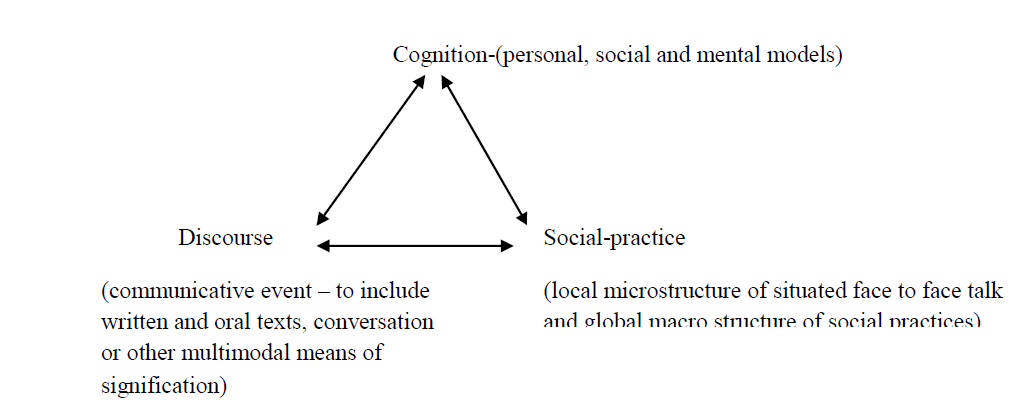 Cognition-(personal, social and mental models)
Discourse
Social-practice
(communicative event – to include
written and oral texts, conversation
or other multimodal means of
signification)
(local microstructure of situated face to face talk
and global macro structure of social practices)